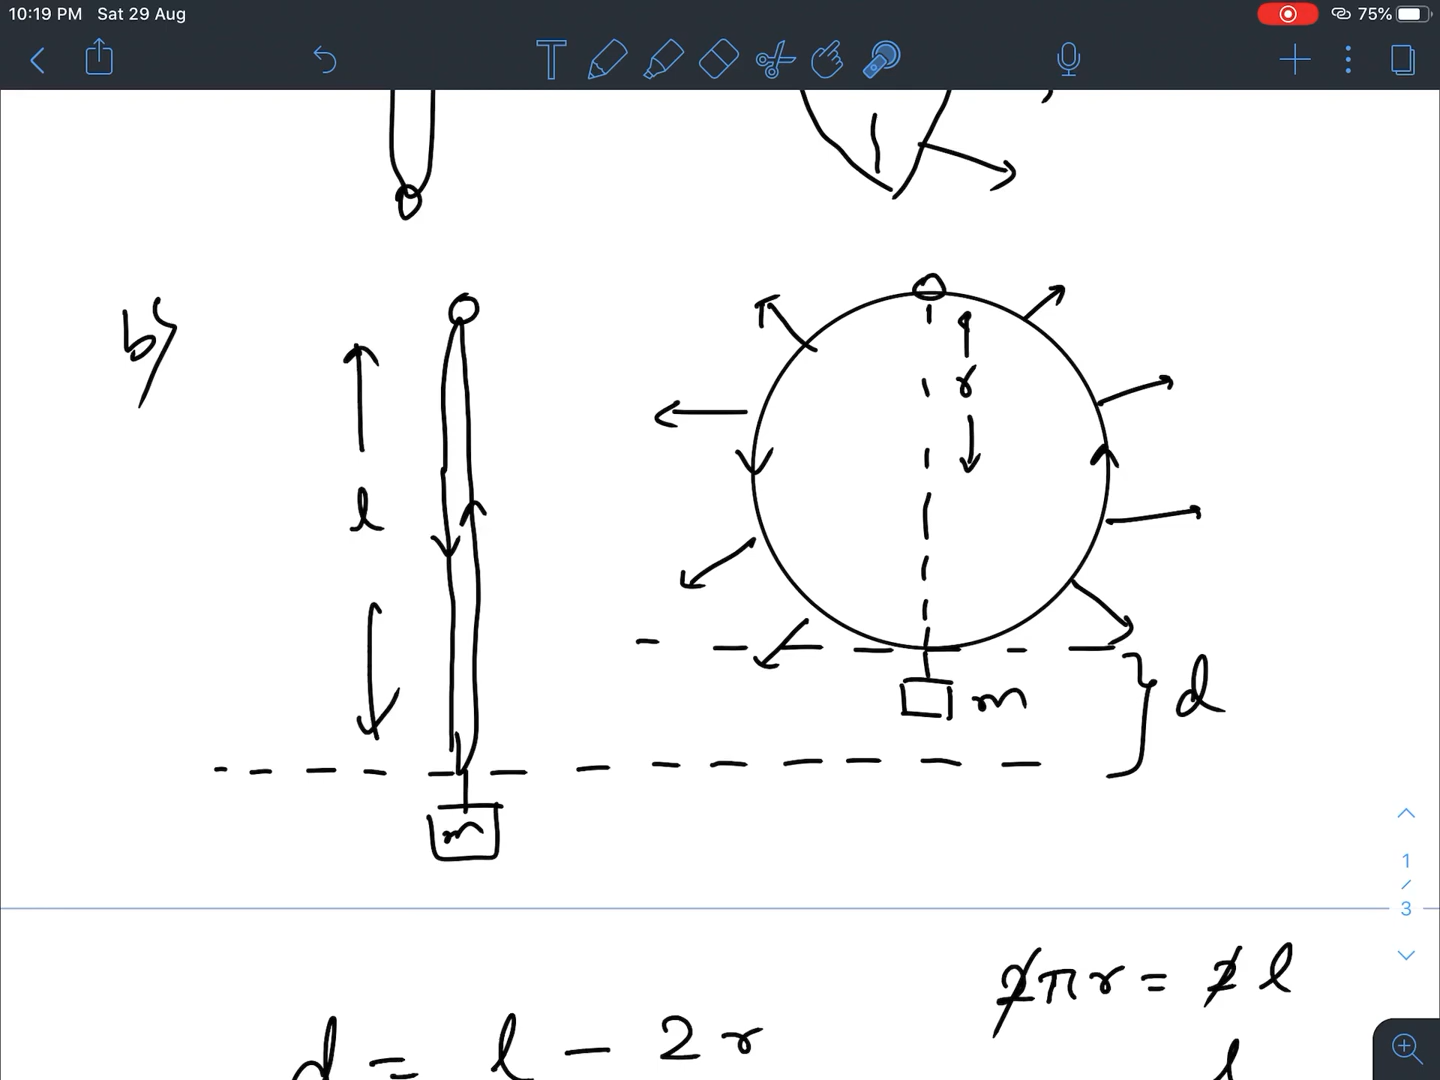 10:19 PM Sat 29 Aug
75%
T
b)
r
l
m
d
m
1
/
3
2πr = 2l
d = l - 2r
l